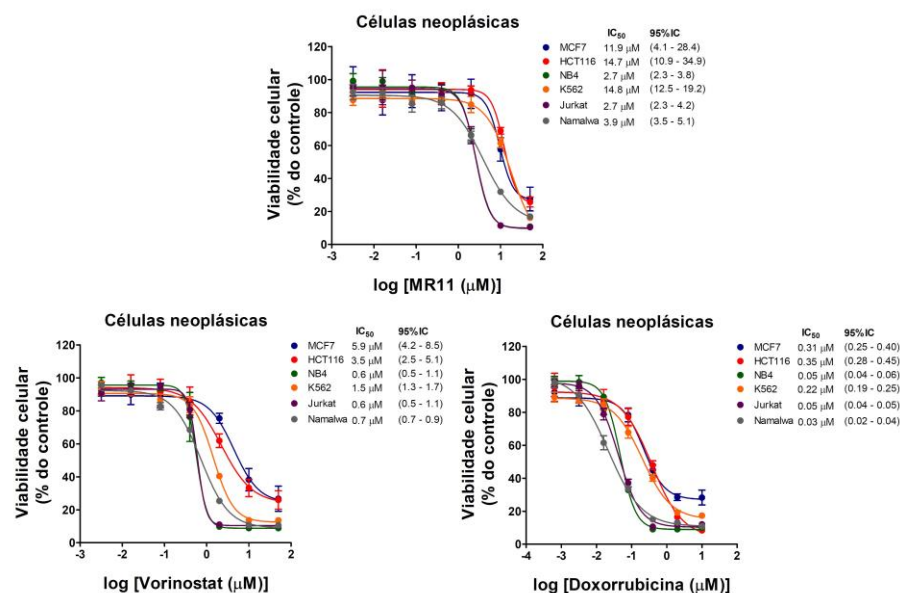 Células neoplásicas
IC50 95%IC
MCF7 11.9 µM (4.1 - 28.4)
HCT116 14.7 µM (10.9 - 34.9)
NB4 2.7 µM (2.3 - 3.8)
K562 14.8 µM (12.5 - 19.2)
Jurkat 2.7 µM (2.3 - 4.2)
Namalwa 3.9 µM (3.5 - 5.1)
Viabilidade celular
(% do controle)
120
100
80
60
40
20
0
-3 -2 -1 0 1 2
log [MR11 (µM)]
Células neoplásicas
IC50 95%IC
MCF7 5.9 µM (4.2 - 8.5)
HCT116 3.5 µM (2.5 - 5.1)
NB4 0.6 µM (0.5 - 1.1)
K562 1.5 µM (1.3 - 1.7)
Jurkat 0.6 µM (0.5 - 1.1)
Namalwa 0.7 µM (0.7 - 0.9)
Viabilidade celular
(% do controle)
120
100
80
60
40
20
0
-3 -2 -1 0 1 2
log [Vorinostat (µM)]
Células neoplásicas
IC50 95%IC
MCF7 0.31 µM (0.25 - 0.40)
HCT116 0.35 µM (0.28 - 0.45)
NB4 0.05 µM (0.04 - 0.06)
K562 0.22 µM (0.19 - 0.25)
Jurkat 0.05 µM (0.04 - 0.05)
Namalwa 0.03 µM (0.02 - 0.04)
Viabilidade celular
(% do controle)
120
100
80
60
40
20
0
-4 -3 -2 -1 0 1 2
log [Doxorrubicina (µM)]